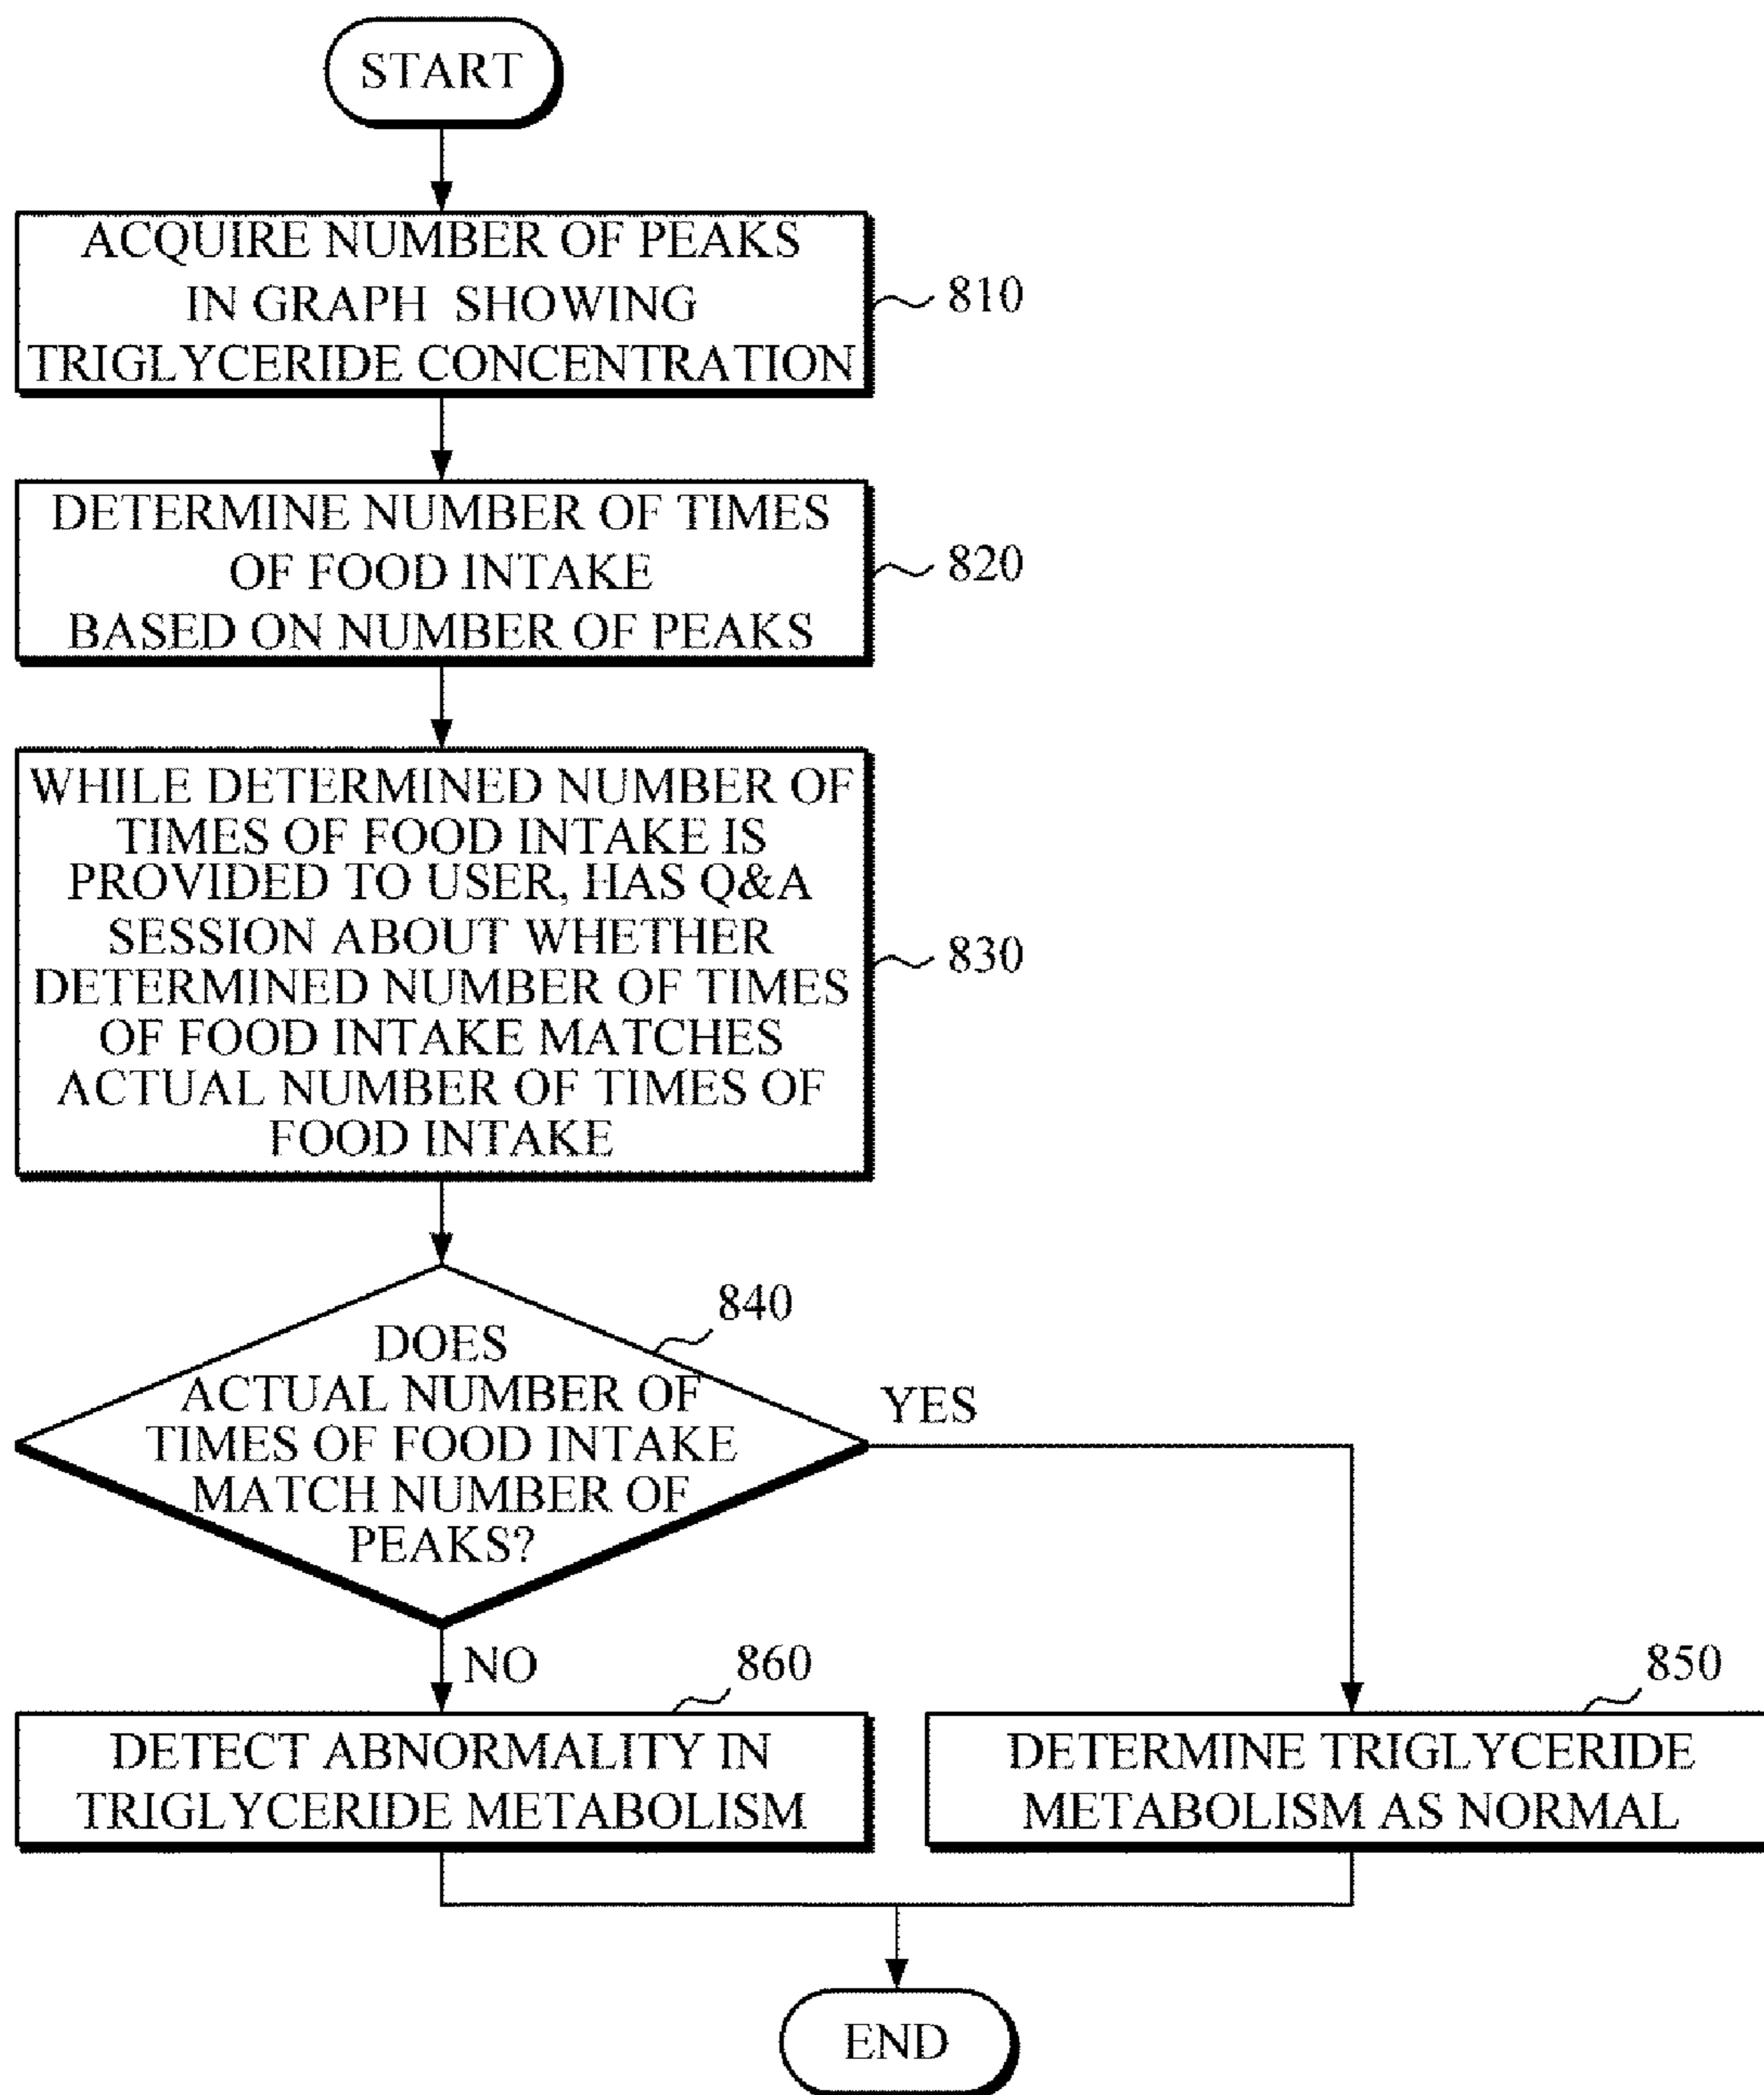 START
ACQUIRE NUMBER OF PEAKS
IN GRAPH SHOWING
TRIGLYCERIDE CONCENTRATION
810
DETERMINE NUMBER OF TIMES
OF FOOD INTAKE
BASED ON NUMBER OF PEAKS
820
WHILE DETERMINED NUMBER OF
TIMES OF FOOD INTAKE IS
PROVIDED TO USER, HAS Q&A
SESSION ABOUT WHETHER
DETERMINED NUMBER OF TIMES
OF FOOD INTAKE MATCHES
ACTUAL NUMBER OF TIMES OF
FOOD INTAKE
830
840
DOES
ACTUAL NUMBER OF
TIMES OF FOOD INTAKE
MATCH NUMBER OF
PEAKS?
YES
NO
860
DETECT ABNORMALITY IN
TRIGLYCERIDE METABOLISM
850
DETERMINE TRIGLYCERIDE
METABOLISM AS NORMAL
END